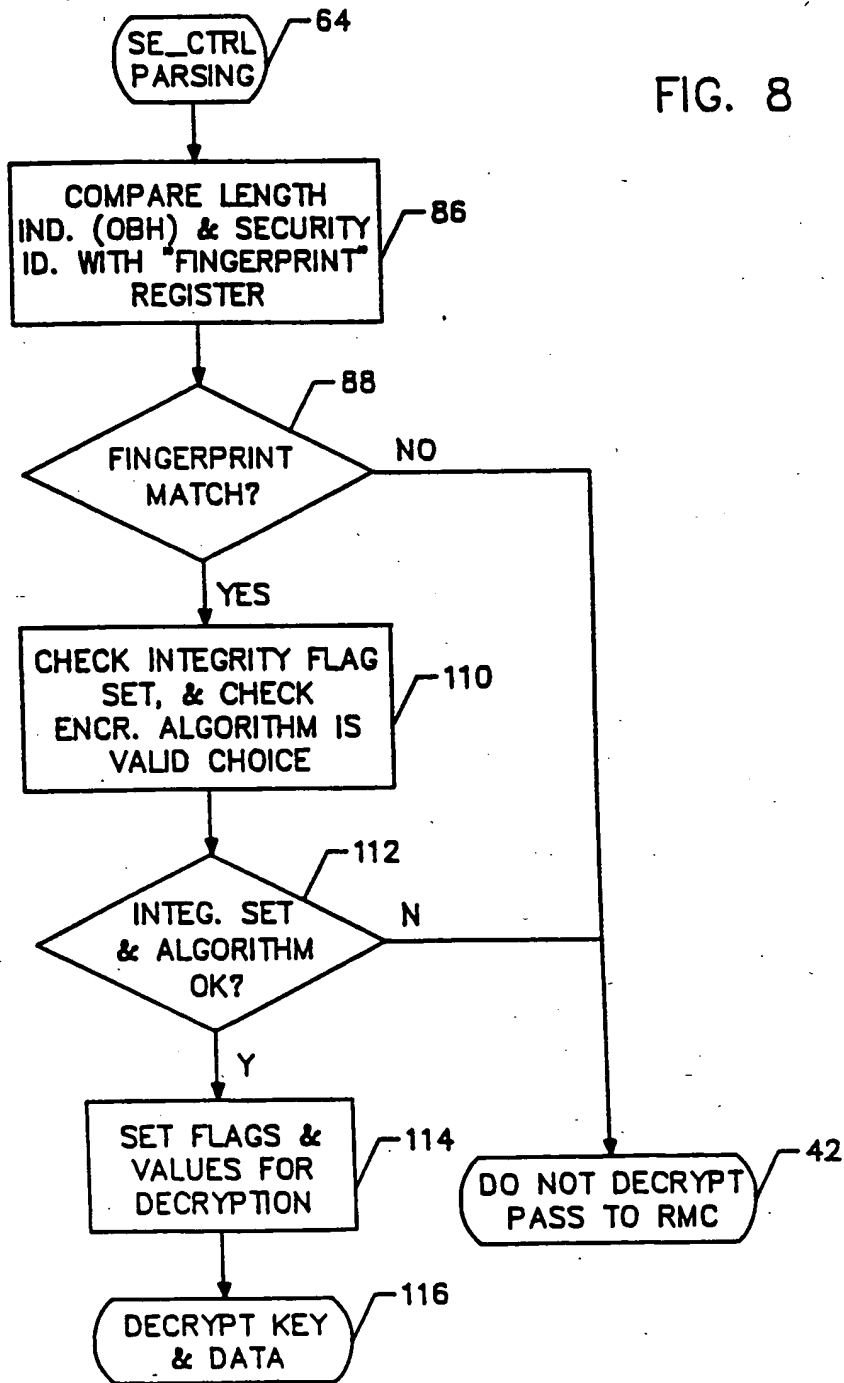 64
SE_CTRL
PARSING
FIG. 8
COMPARE LENGTH
IND. (OBH) & SECURITY
ID. WITH "FINGERPRINT"
REGISTER
86
88
FINGERPRINT
MATCH?
NO
YES
CHECK INTEGRITY FLAG
SET, & CHECK
ENCR. ALGORITHM IS
VALID CHOICE
110
112
INTEG. SET
& ALGORITHM
OK?
N
Y
SET FLAGS &
VALUES FOR
DECRYPTION
114
42
DO NOT DECRYPT
PASS TO RMC
116
DECRYPT KEY
& DATA